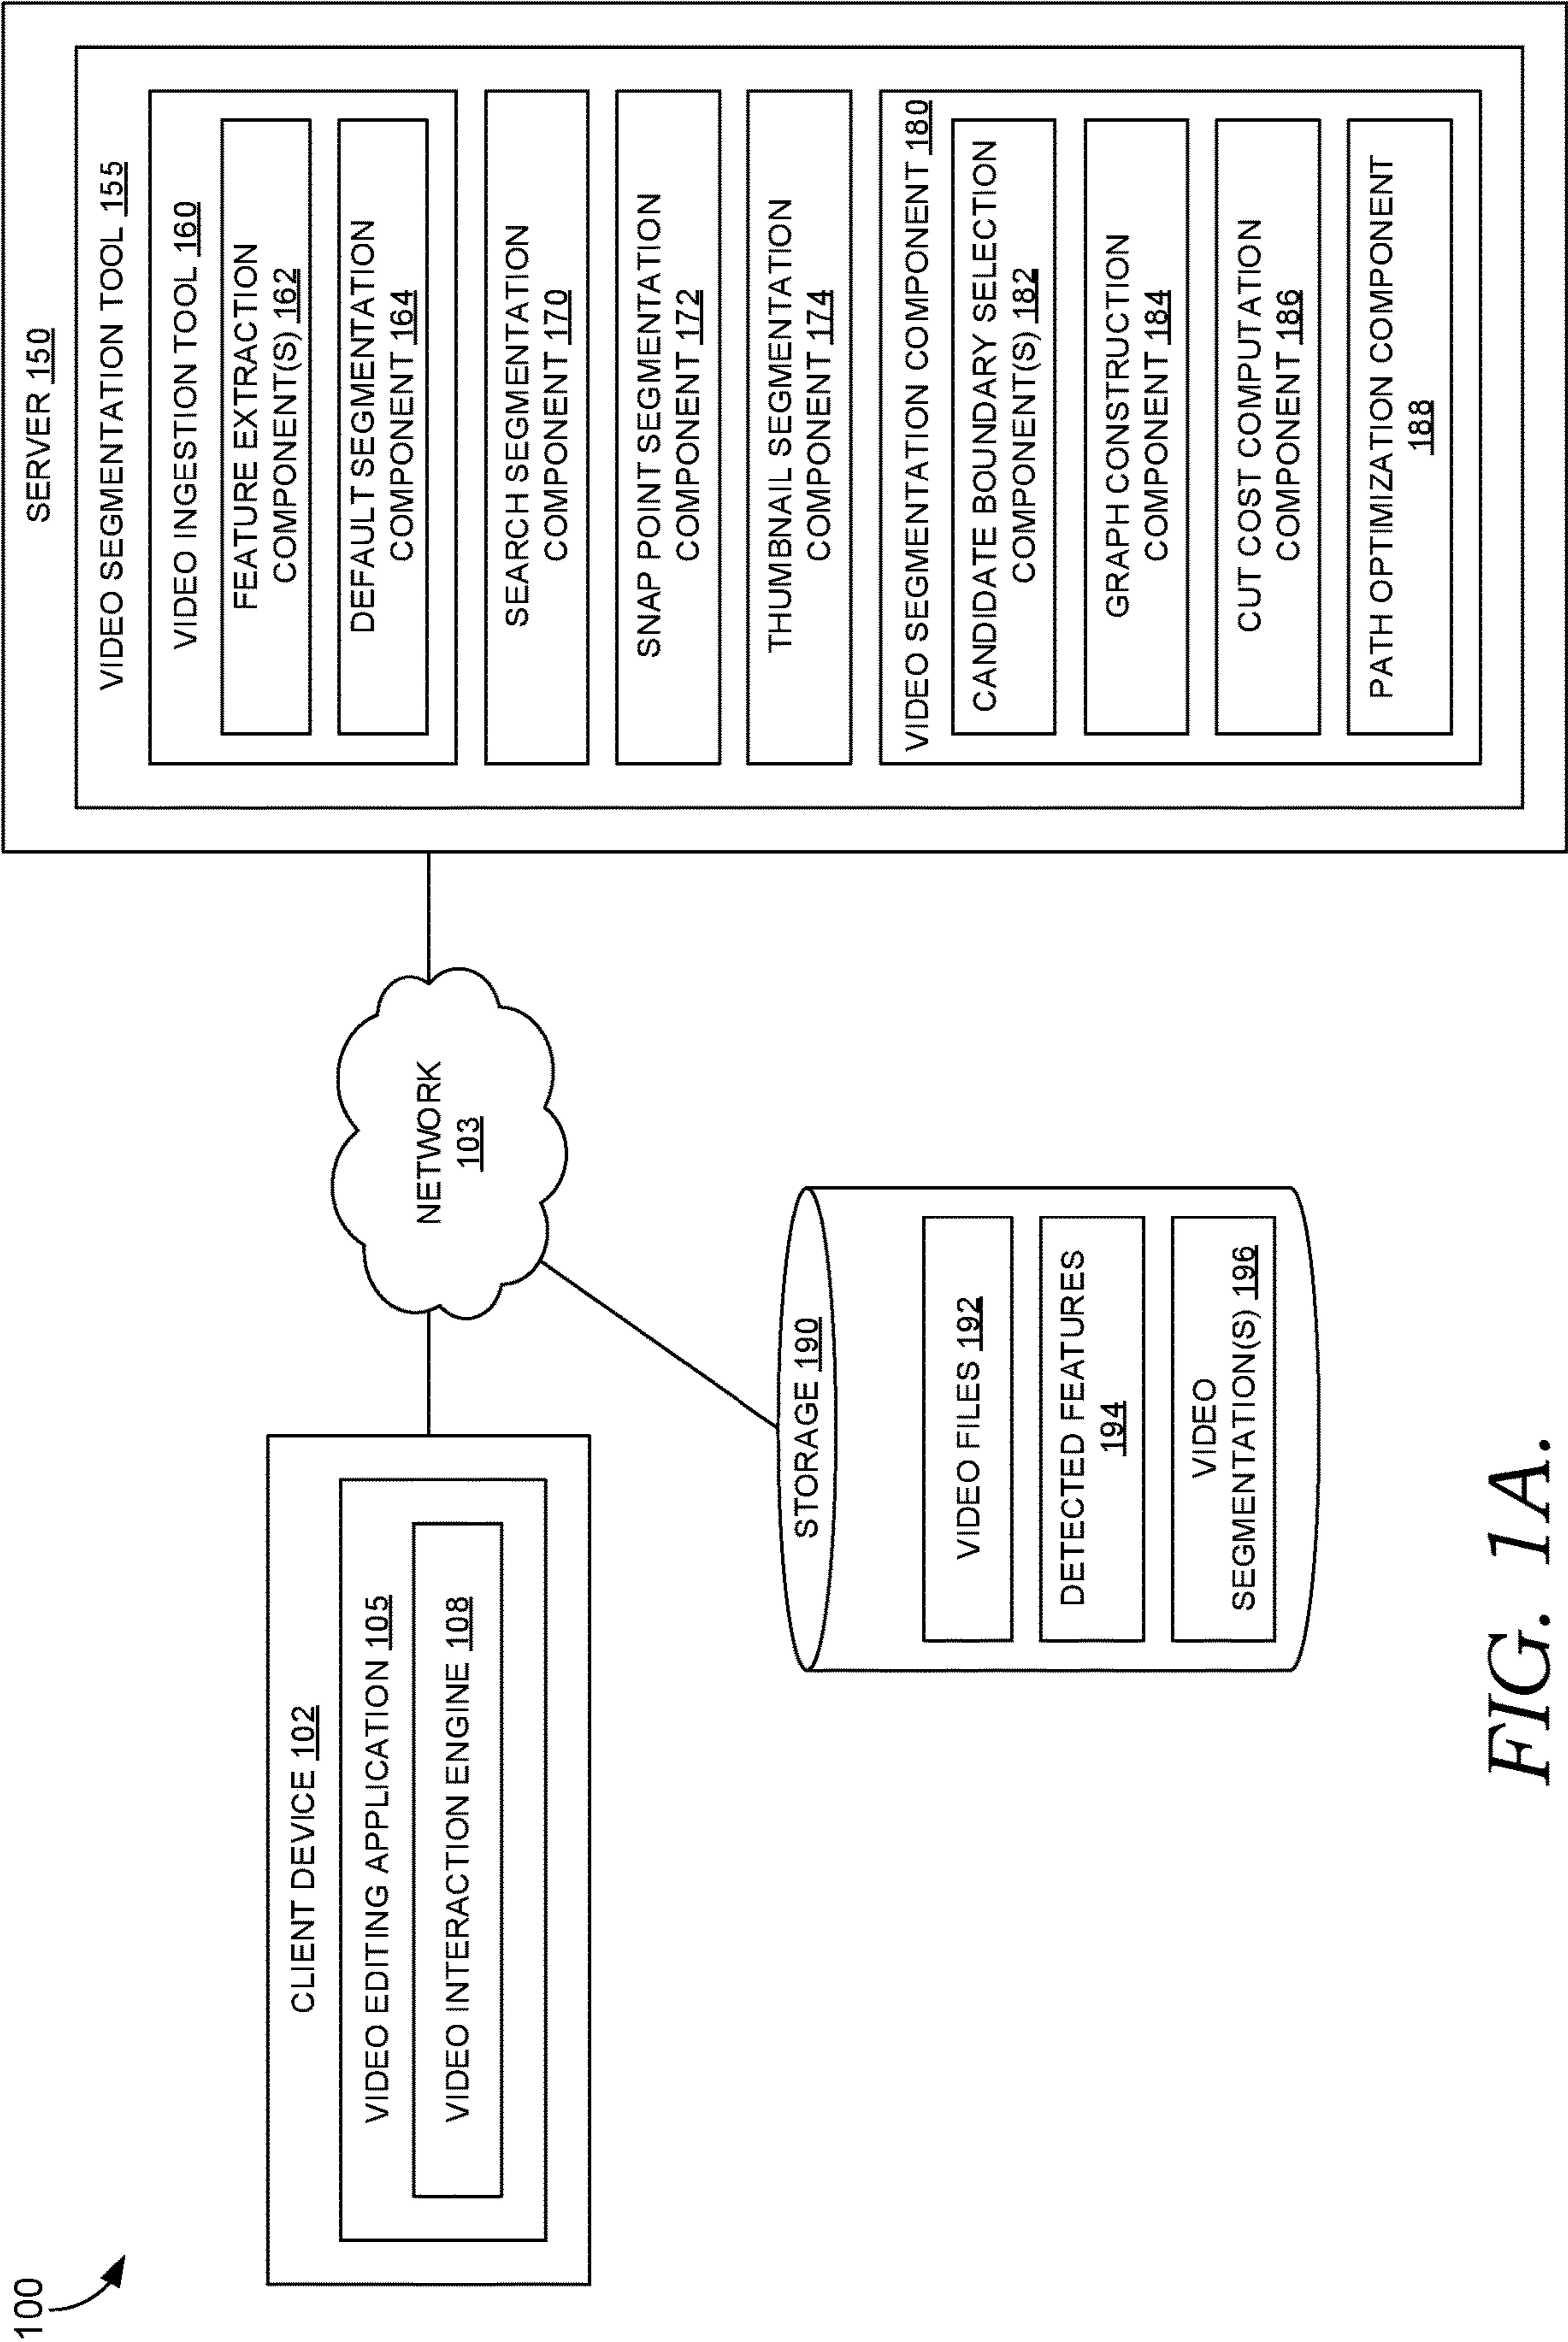 100
CLIENT DEVICE 102
VIDEO EDITING APPLICATION 105
VIDEO INTERACTION ENGINE 108
NETWORK
103
STORAGE 190
VIDEO FILES 192
DETECTED FEATURES
194
VIDEO
SEGMENTATION(S) 196
SERVER 150
VIDEO SEGMENTATION TOOL 155
VIDEO INGESTION TOOL 160
FEATURE EXTRACTION
COMPONENT(S) 162
DEFAULT SEGMENTATION
COMPONENT 164
SEARCH SEGMENTATION
COMPONENT 170
SNAP POINT SEGMENTATION
COMPONENT 172
THUMBNAIL SEGMENTATION
COMPONENT 174
VIDEO SEGMENTATION COMPONENT 180
CANDIDATE BOUNDARY SELECTION
COMPONENT(S) 182
GRAPH CONSTRUCTION
COMPONENT 184
CUT COST COMPUTATION
COMPONENT 186
PATH OPTIMIZATION COMPONENT
188
FIG. 1A.